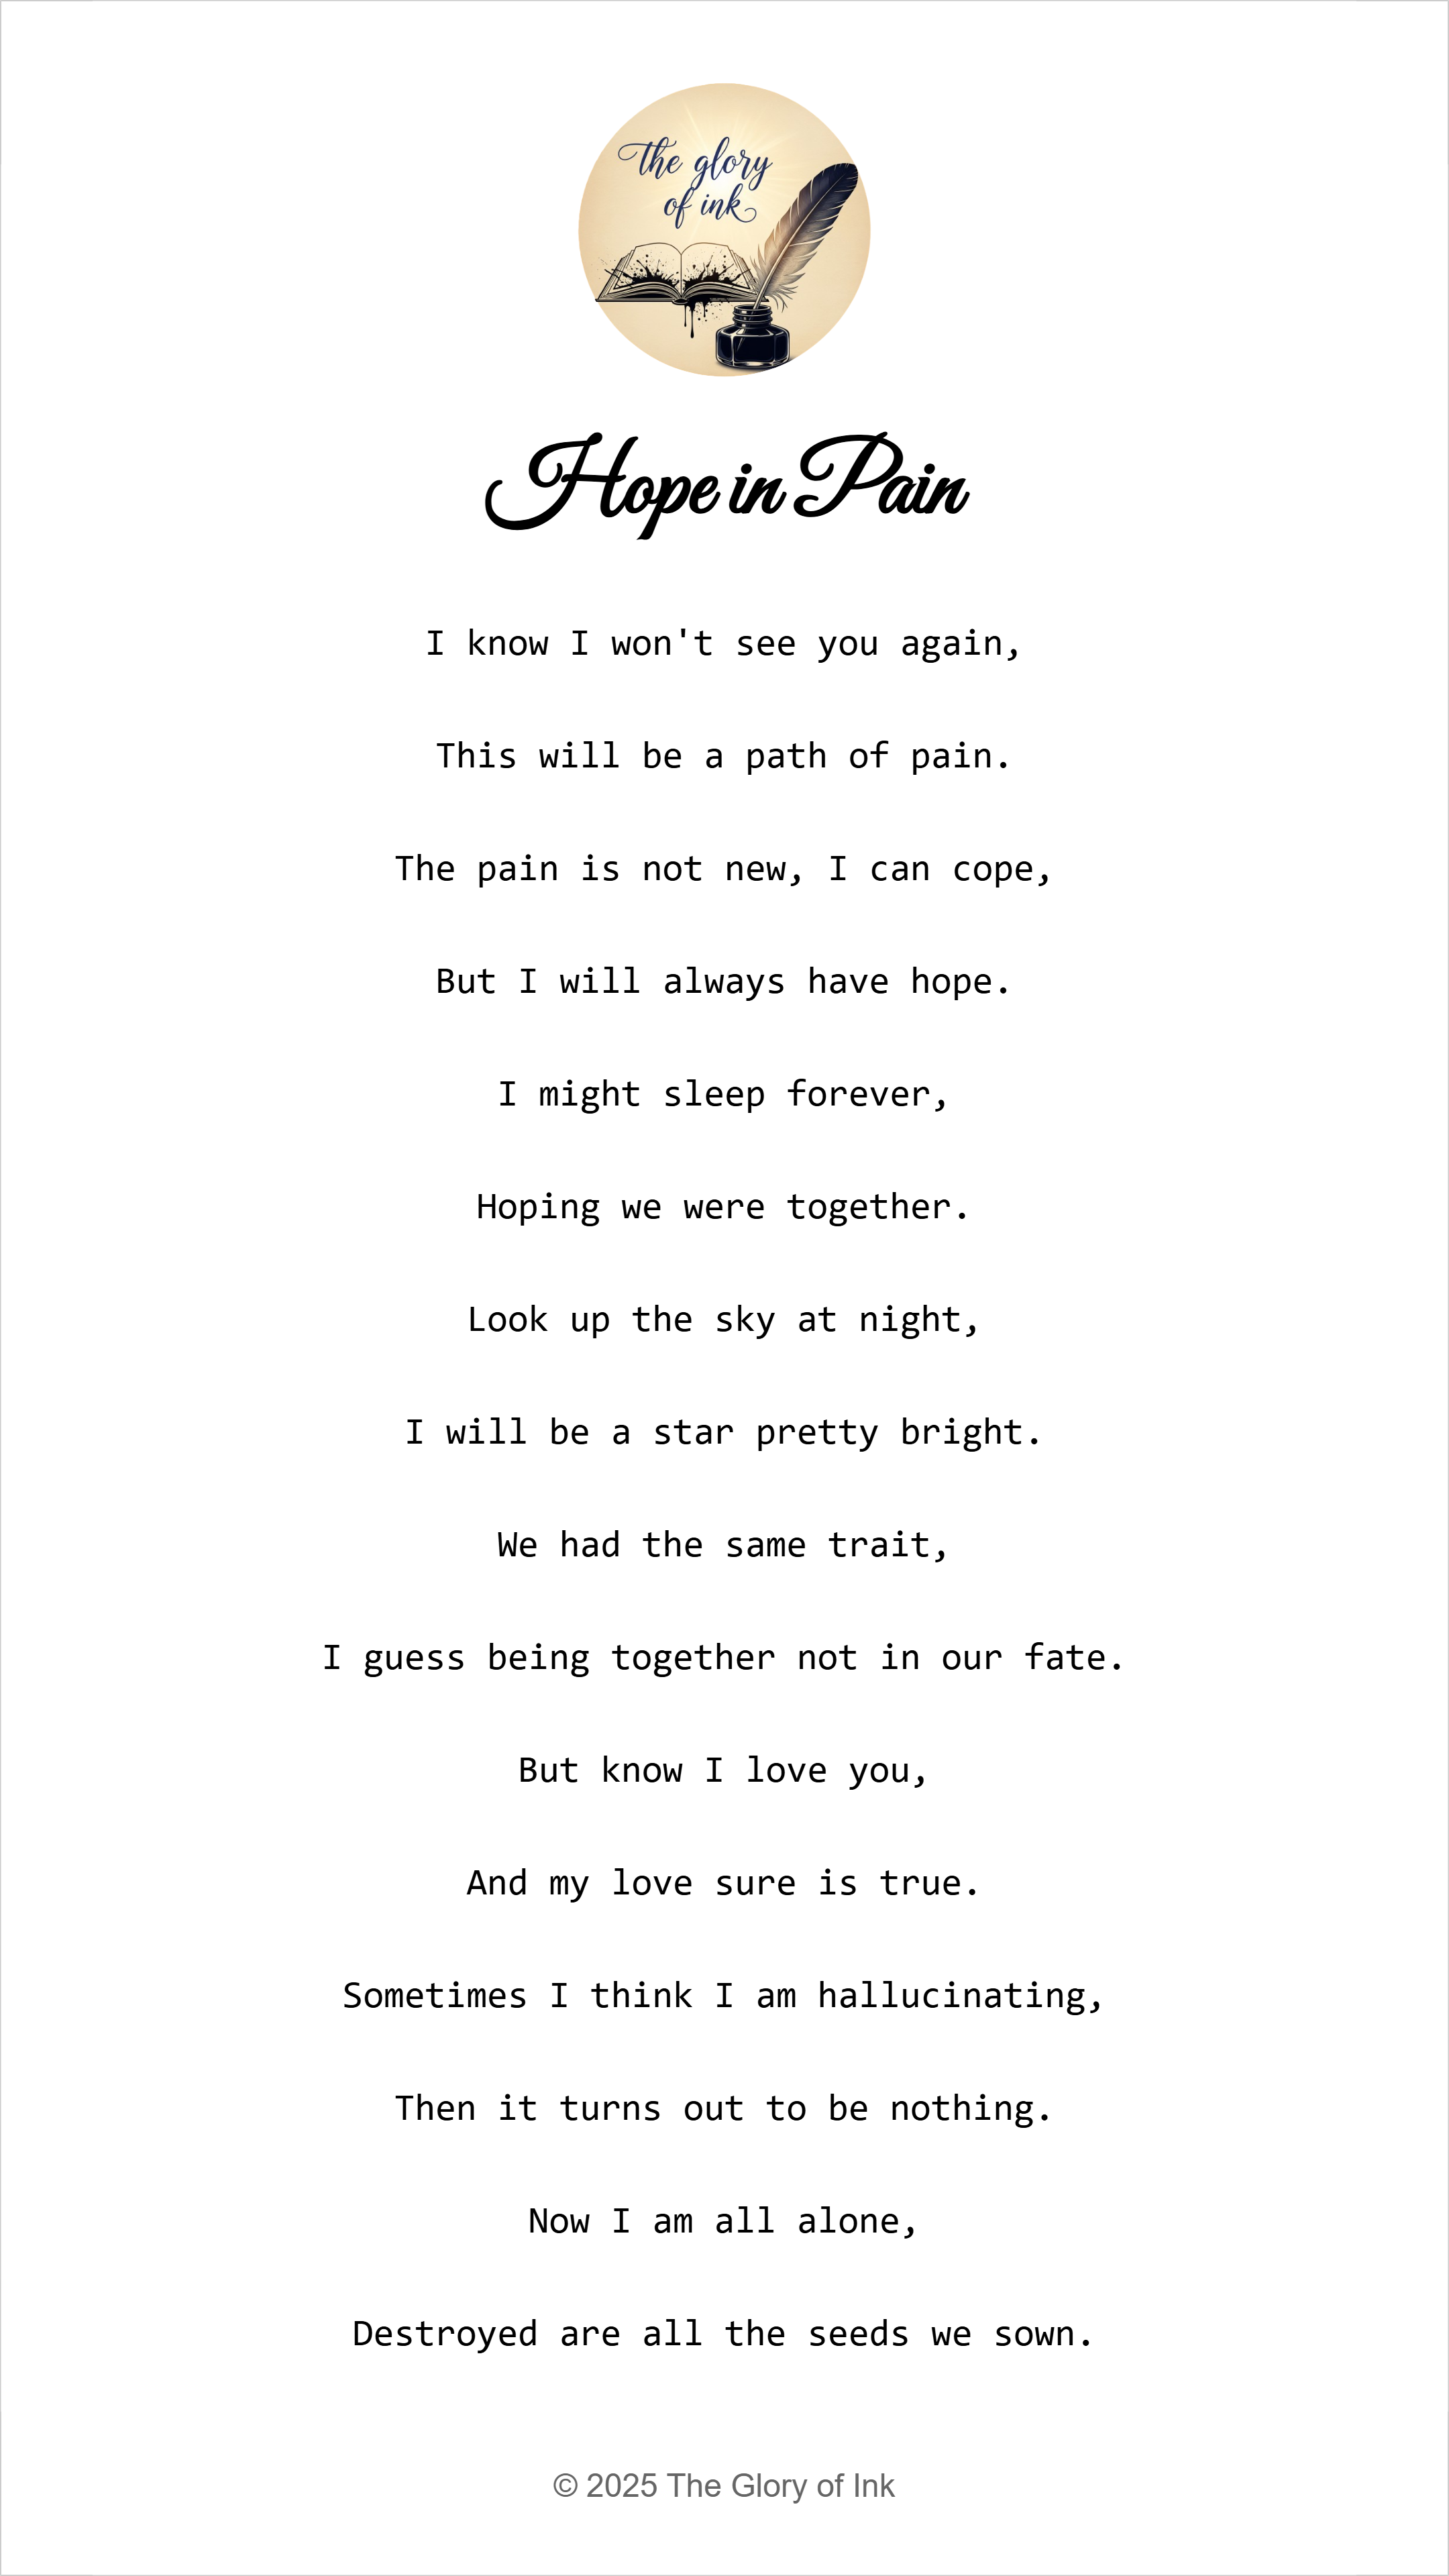 the glory
of ink
Hope in Pain
I know I won't see you again,
This will be a path of pain.
The pain is not new, I can cope,
But I will always have hope.
I might sleep forever,
Hoping we were together.
Look up the sky at night,
I will be a star pretty bright.
We had the same trait,
I guess being together not in our fate.
But know I love you,
And my love sure is true.
Sometimes I think I am hallucinating,
Then it turns out to be nothing.
Now I am all alone,
Destroyed are all the seeds we sown.
© 2025 The Glory of Ink